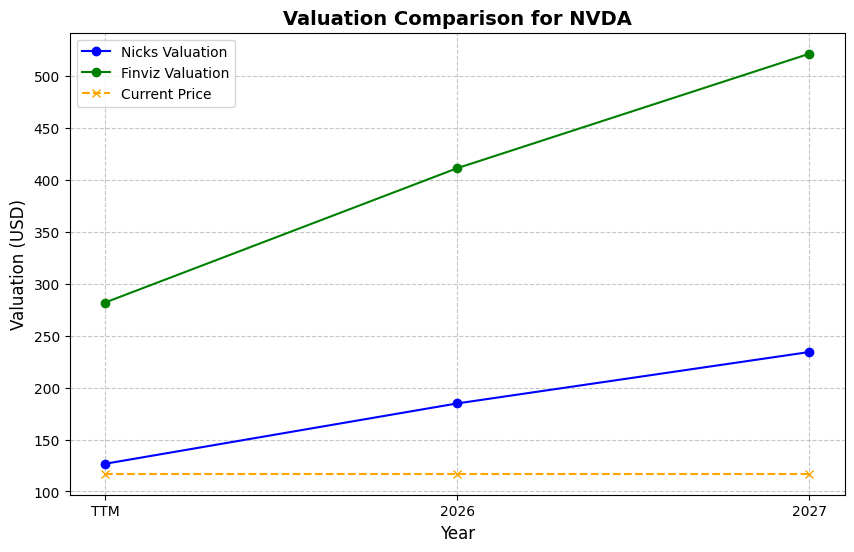 Valuation Comparison for NVDA
Nicks Valuation
Finviz Valuation
Current Price
Valuation (USD)
500
450
400
350
300
250
200
150
100
TTM 2026 2027
Year